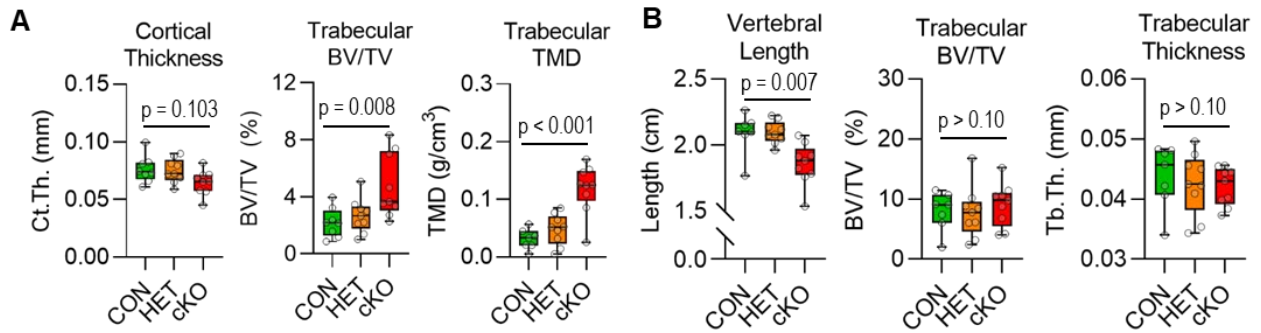 A
Cortical
Thickness
Ct.Th. (mm)
0.15
0.10
0.05
0.00
p = 0.103
CON
HET
cKO
Trabecular
BV/TV
BV/TV (%)
12
8
4
0
p = 0.008
CON
HET
cKO
Trabecular
TMD
TMD (g/cm³)
0.3
0.2
0.1
0.0
p < 0.001
CON
HET
cKO
B
Vertebral
Length
Length (cm)
2.5
2.0
1.5
0.0
p = 0.007
CON
HET
cKO
Trabecular
BV/TV
BV/TV (%)
30
20
10
0
p > 0.10
CON
HET
cKO
Trabecular
Thickness
Tb.Th. (mm)
0.06
0.05
0.04
0.03
p > 0.10
CON
HET
cKO